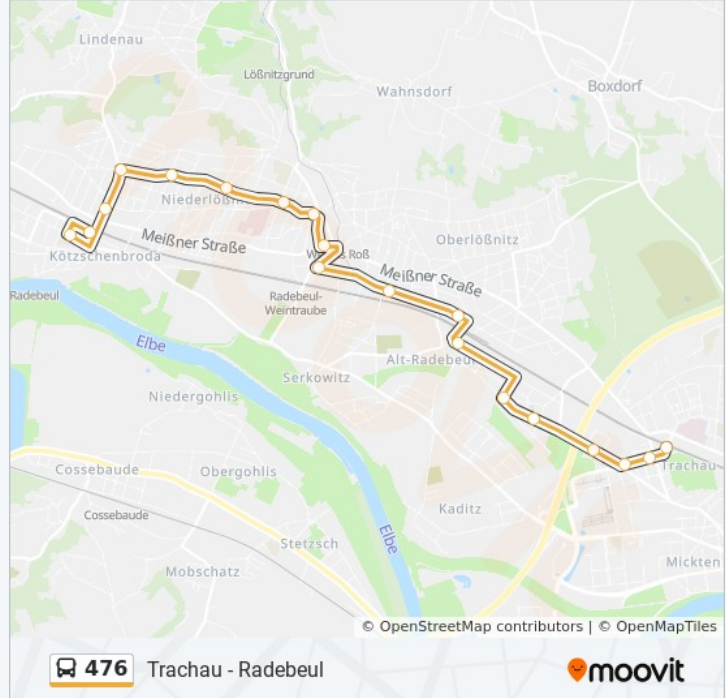 Lindenau
Lößnitzgrund
Wahnsdorf
Boxdorf
Niederlößnitz
Meißner Straße
Oberlößnitz
Kötzschenbroda
Meißner Straße
Radebeul
Radebeul-
Weintraube
Elbe
Alt-Radebeul
Serkowitz
Niedergohlis
Trachau
Cossebaude
Obergohlis
Cossebaude
Kaditz
Elbe
Stetzsch
Mobschatz
Mickten
© OpenStreetMap contributors | © OpenMapTiles
476 Trachau - Radebeul
moovit